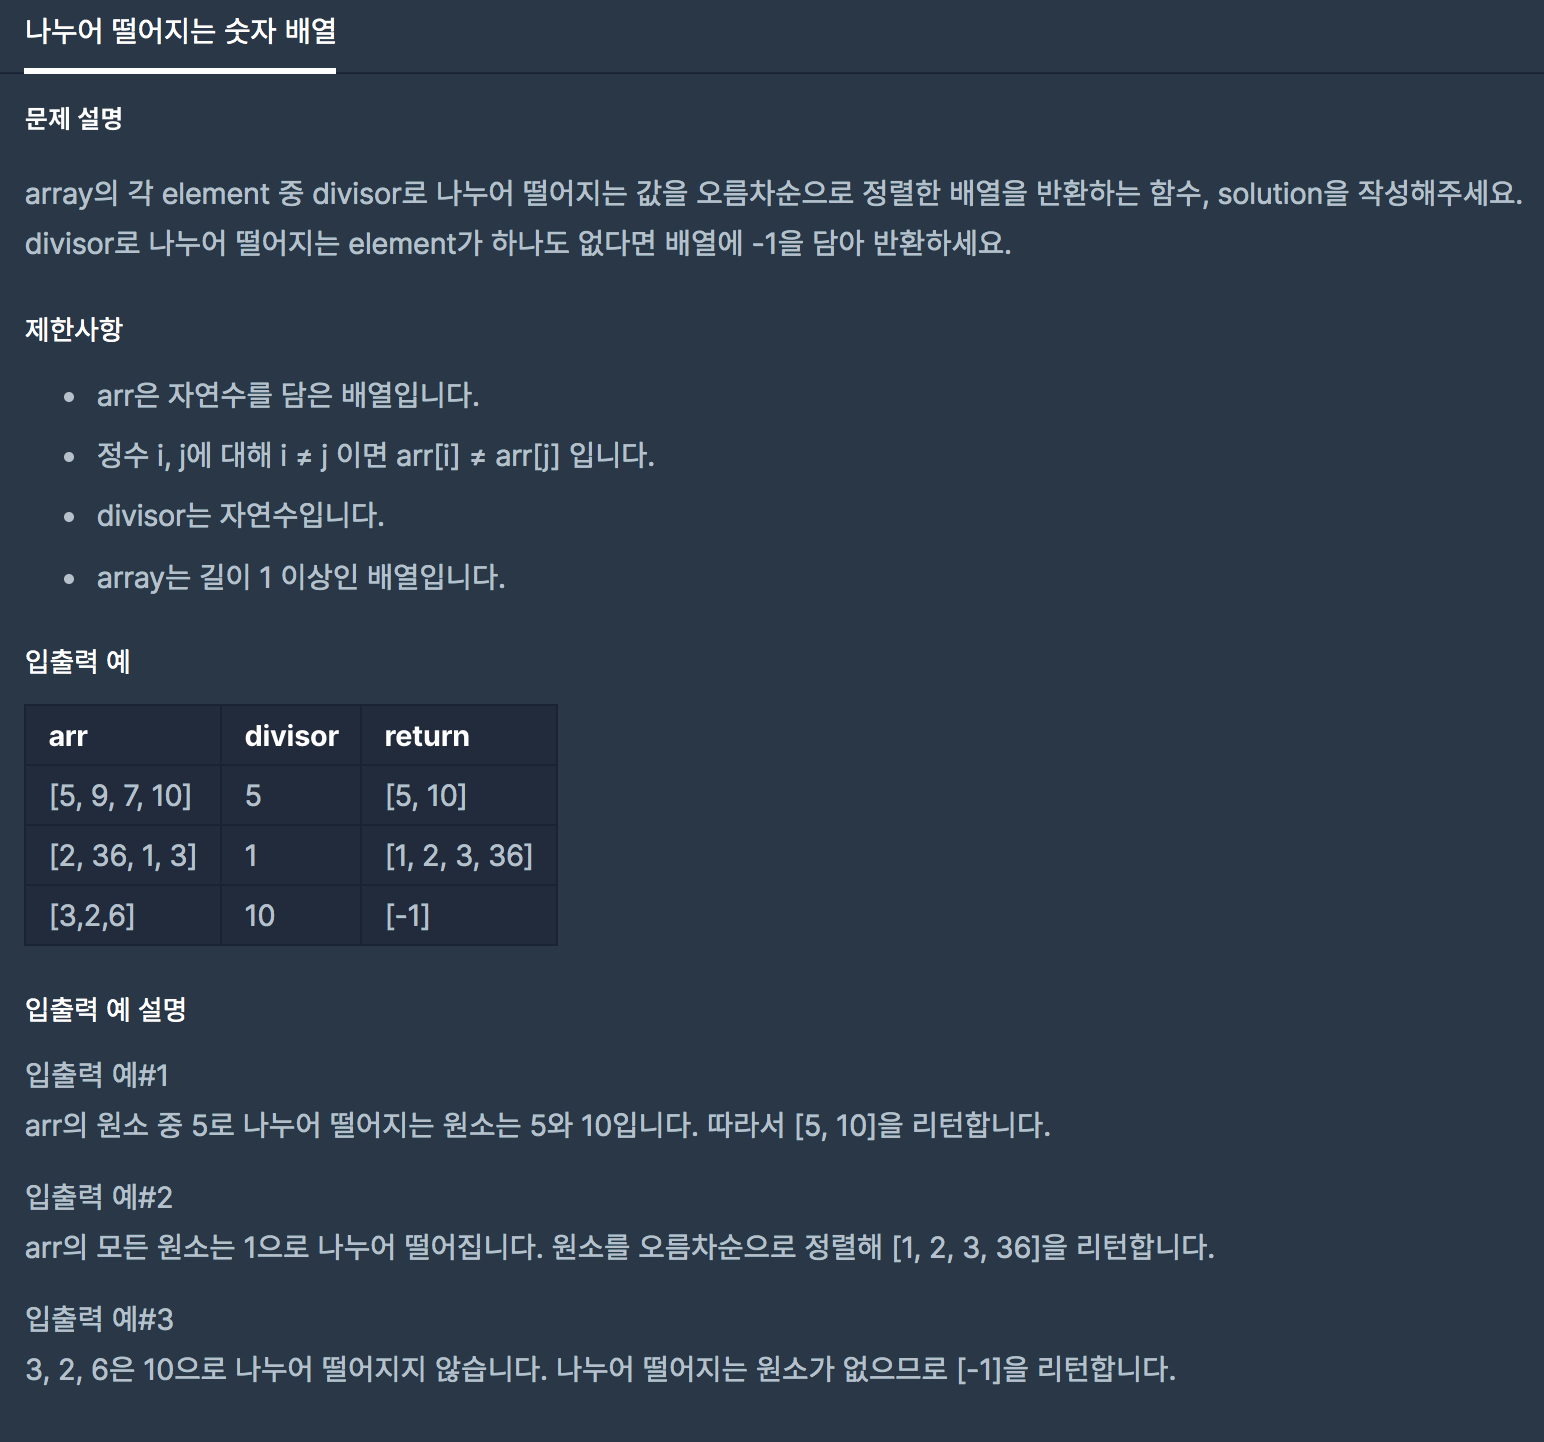 나누어 떨어지는 숫자 배열
문제 설명
array의 각 element 중 divisor로 나누어 떨어지는 값을 오름차순으로 정렬한 배열을 반환하는 함수, solution을 작성해주세요.
divisor로 나누어 떨어지는 element가 하나도 없다면 배열에 -1을 담아 반환하세요.
제한사항
• arr은 자연수를 담은 배열입니다.
• 정수 i, j에 대해 i ≠ j 이면 arr[i] ≠ arr[j] 입니다.
• divisor는 자연수입니다.
• array는 길이 1 이상인 배열입니다.
입출력 예
arr divisor return
[5, 9, 7, 10] 5 [5, 10]
[2, 36, 1, 3] 1 [1, 2, 3, 36]
[3,2,6] 10 [-1]
입출력 예 설명
입출력 예#1
arr의 원소 중 5로 나누어 떨어지는 원소는 5와 10입니다. 따라서 [5, 10]을 리턴합니다.
입출력 예#2
arr의 모든 원소는 1으로 나누어 떨어집니다. 원소를 오름차순으로 정렬해 [1, 2, 3, 36]을 리턴합니다.
입출력 예#3
3, 2, 6은 10으로 나누어 떨어지지 않습니다. 나누어 떨어지는 원소가 없으므로 [-1]을 리턴합니다.